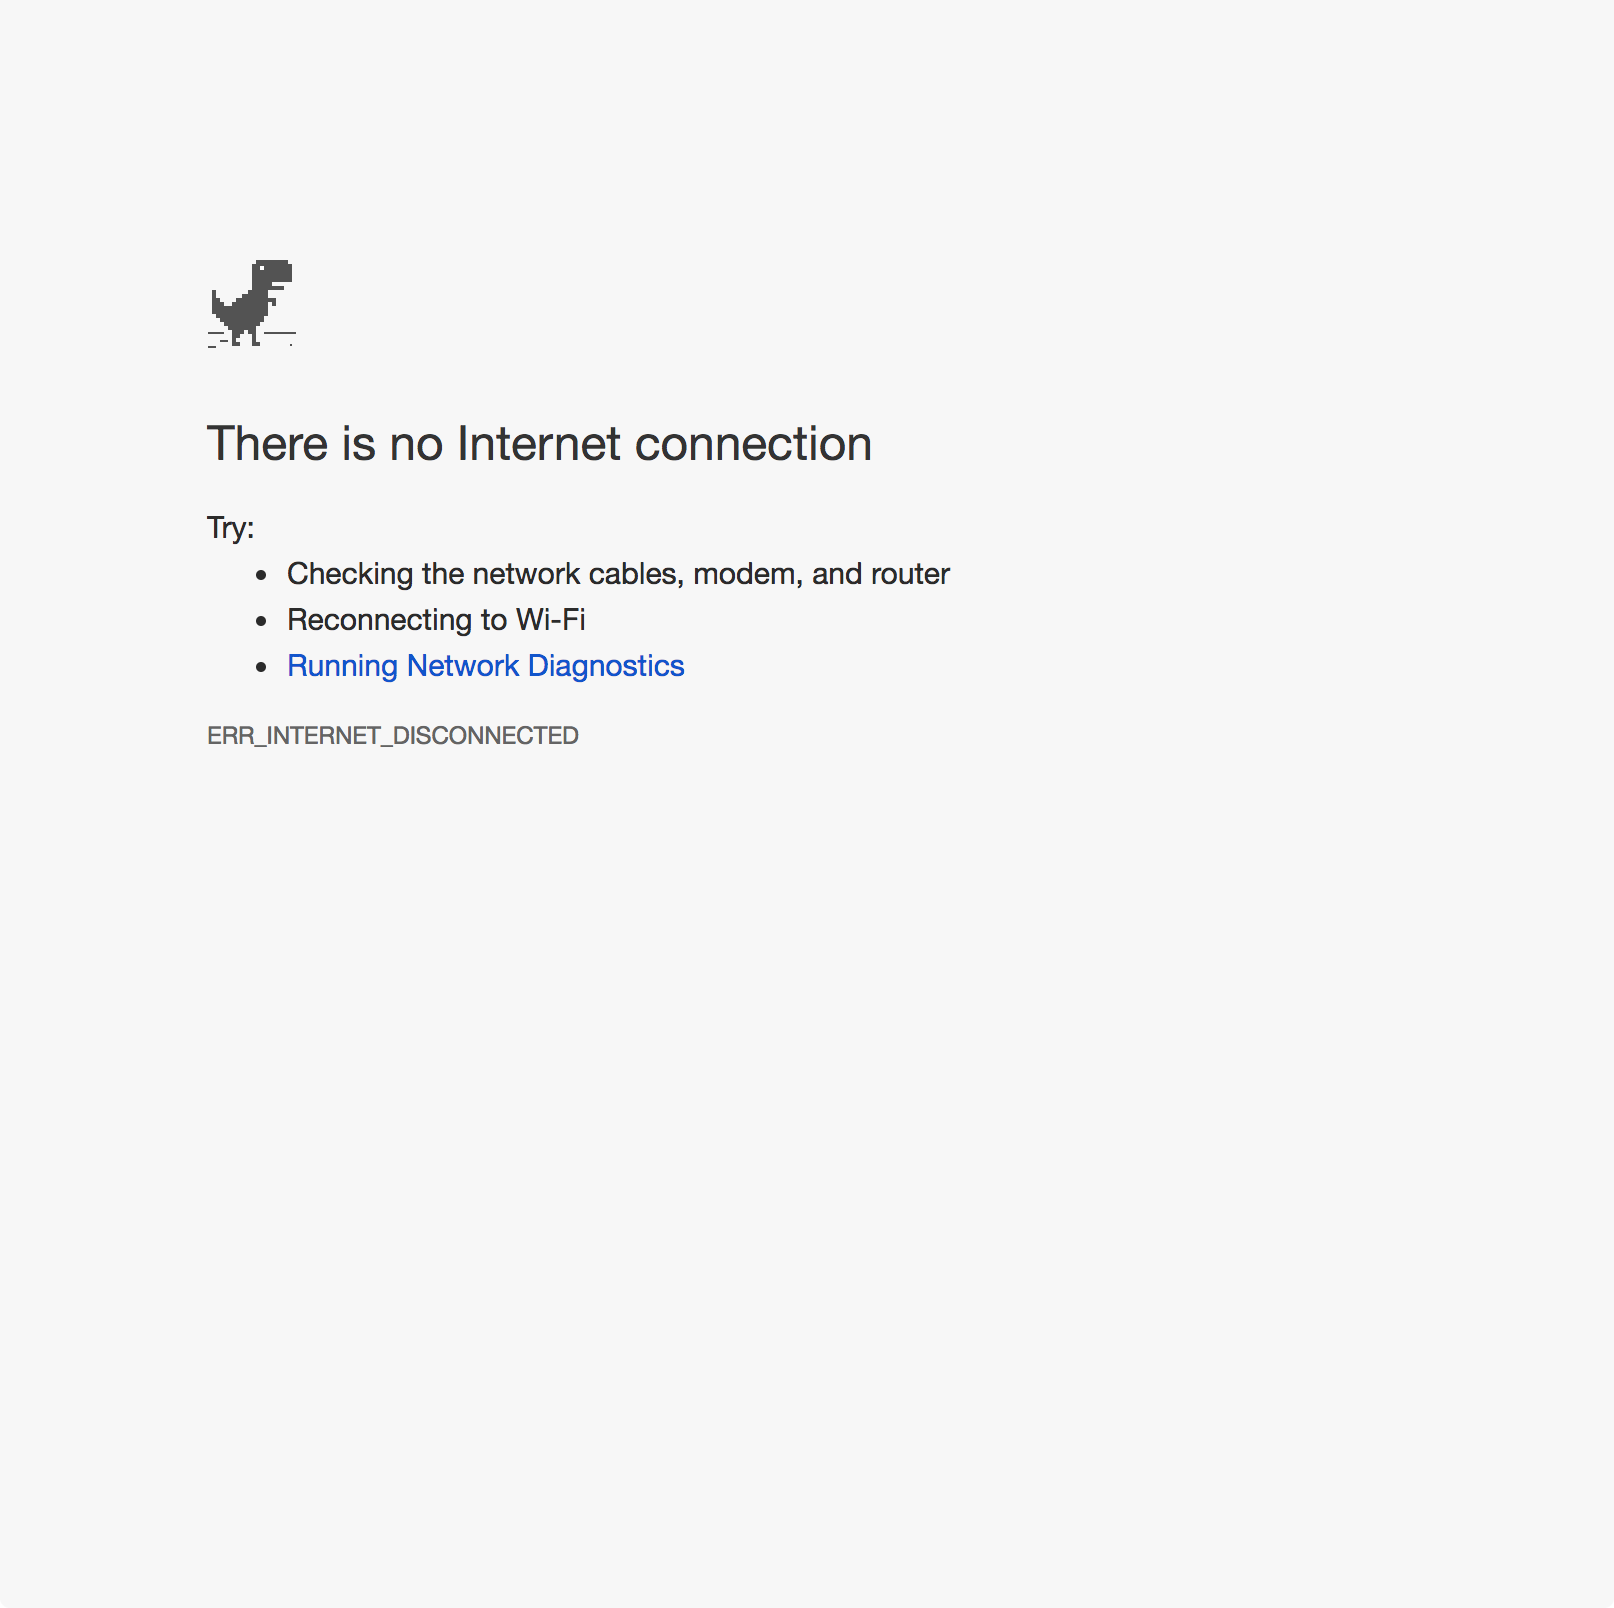 There is no Internet connection
Try:
Checking the network cables, modem, and router
Reconnecting to Wi-Fi
Running Network Diagnostics
ERR_INTERNET_DISCONNECTED